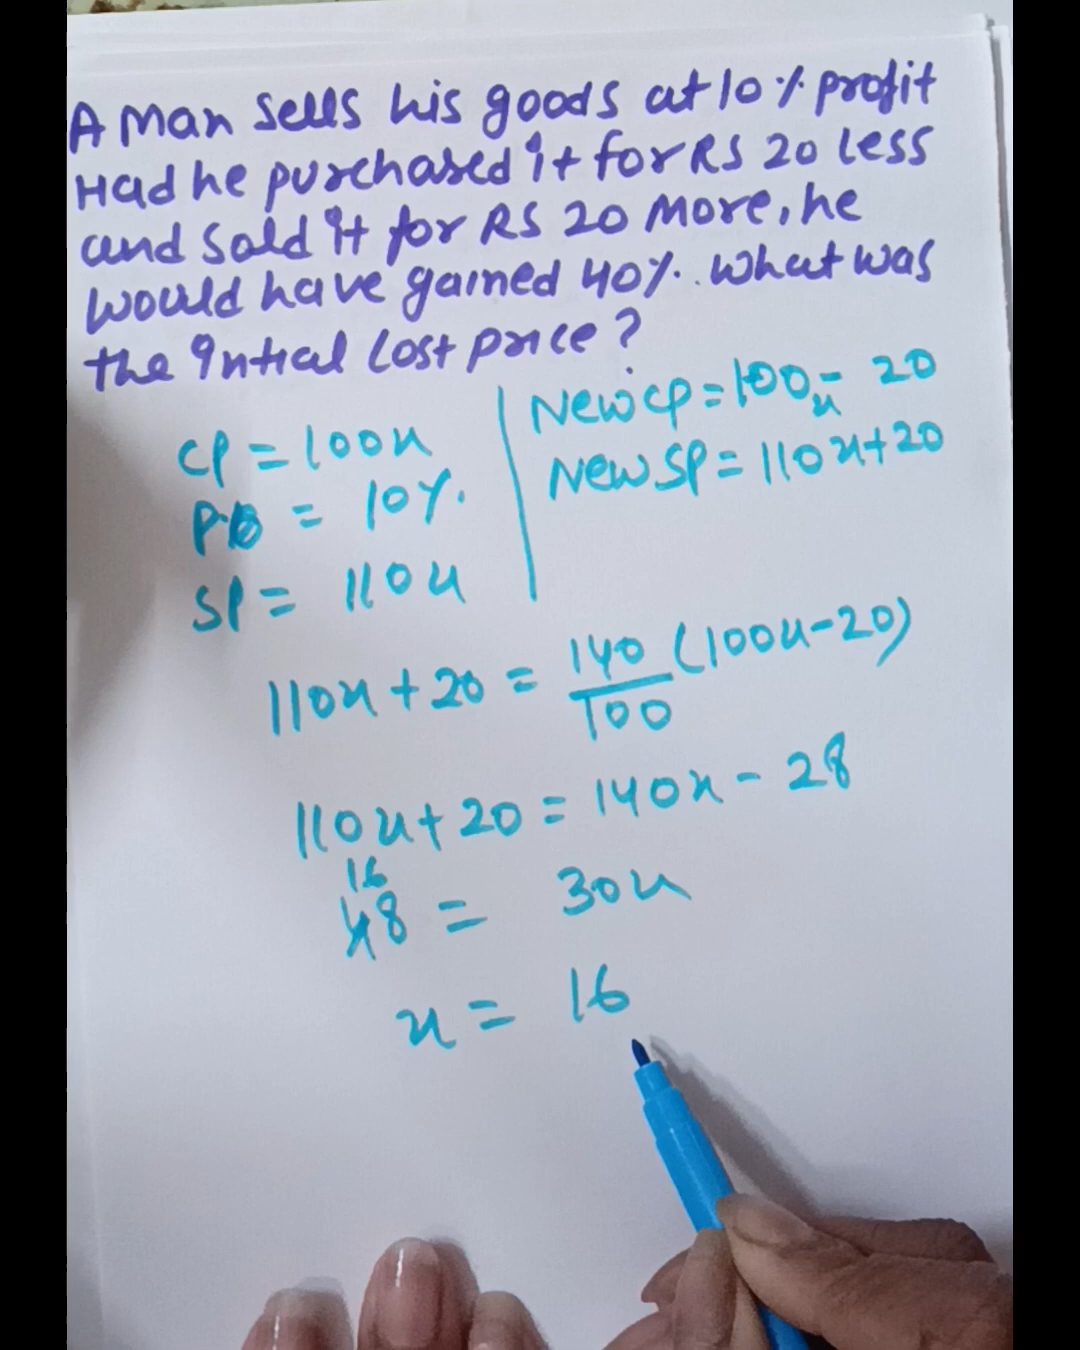 A Man Sells his goods at 10% profit
Had he purchased it for RS 20 less
and Sold it for RS 20 More, he
would have gained 40%. what was
the intial Cost price?
CP = 100x
P% = 10%.
SP = 110x
New CP = 100x - 20
New SP = 110x+20
110x + 20 = 140/100 (100x-20)
110x + 20 = 140x - 28
16
48 = 30x
x = 16